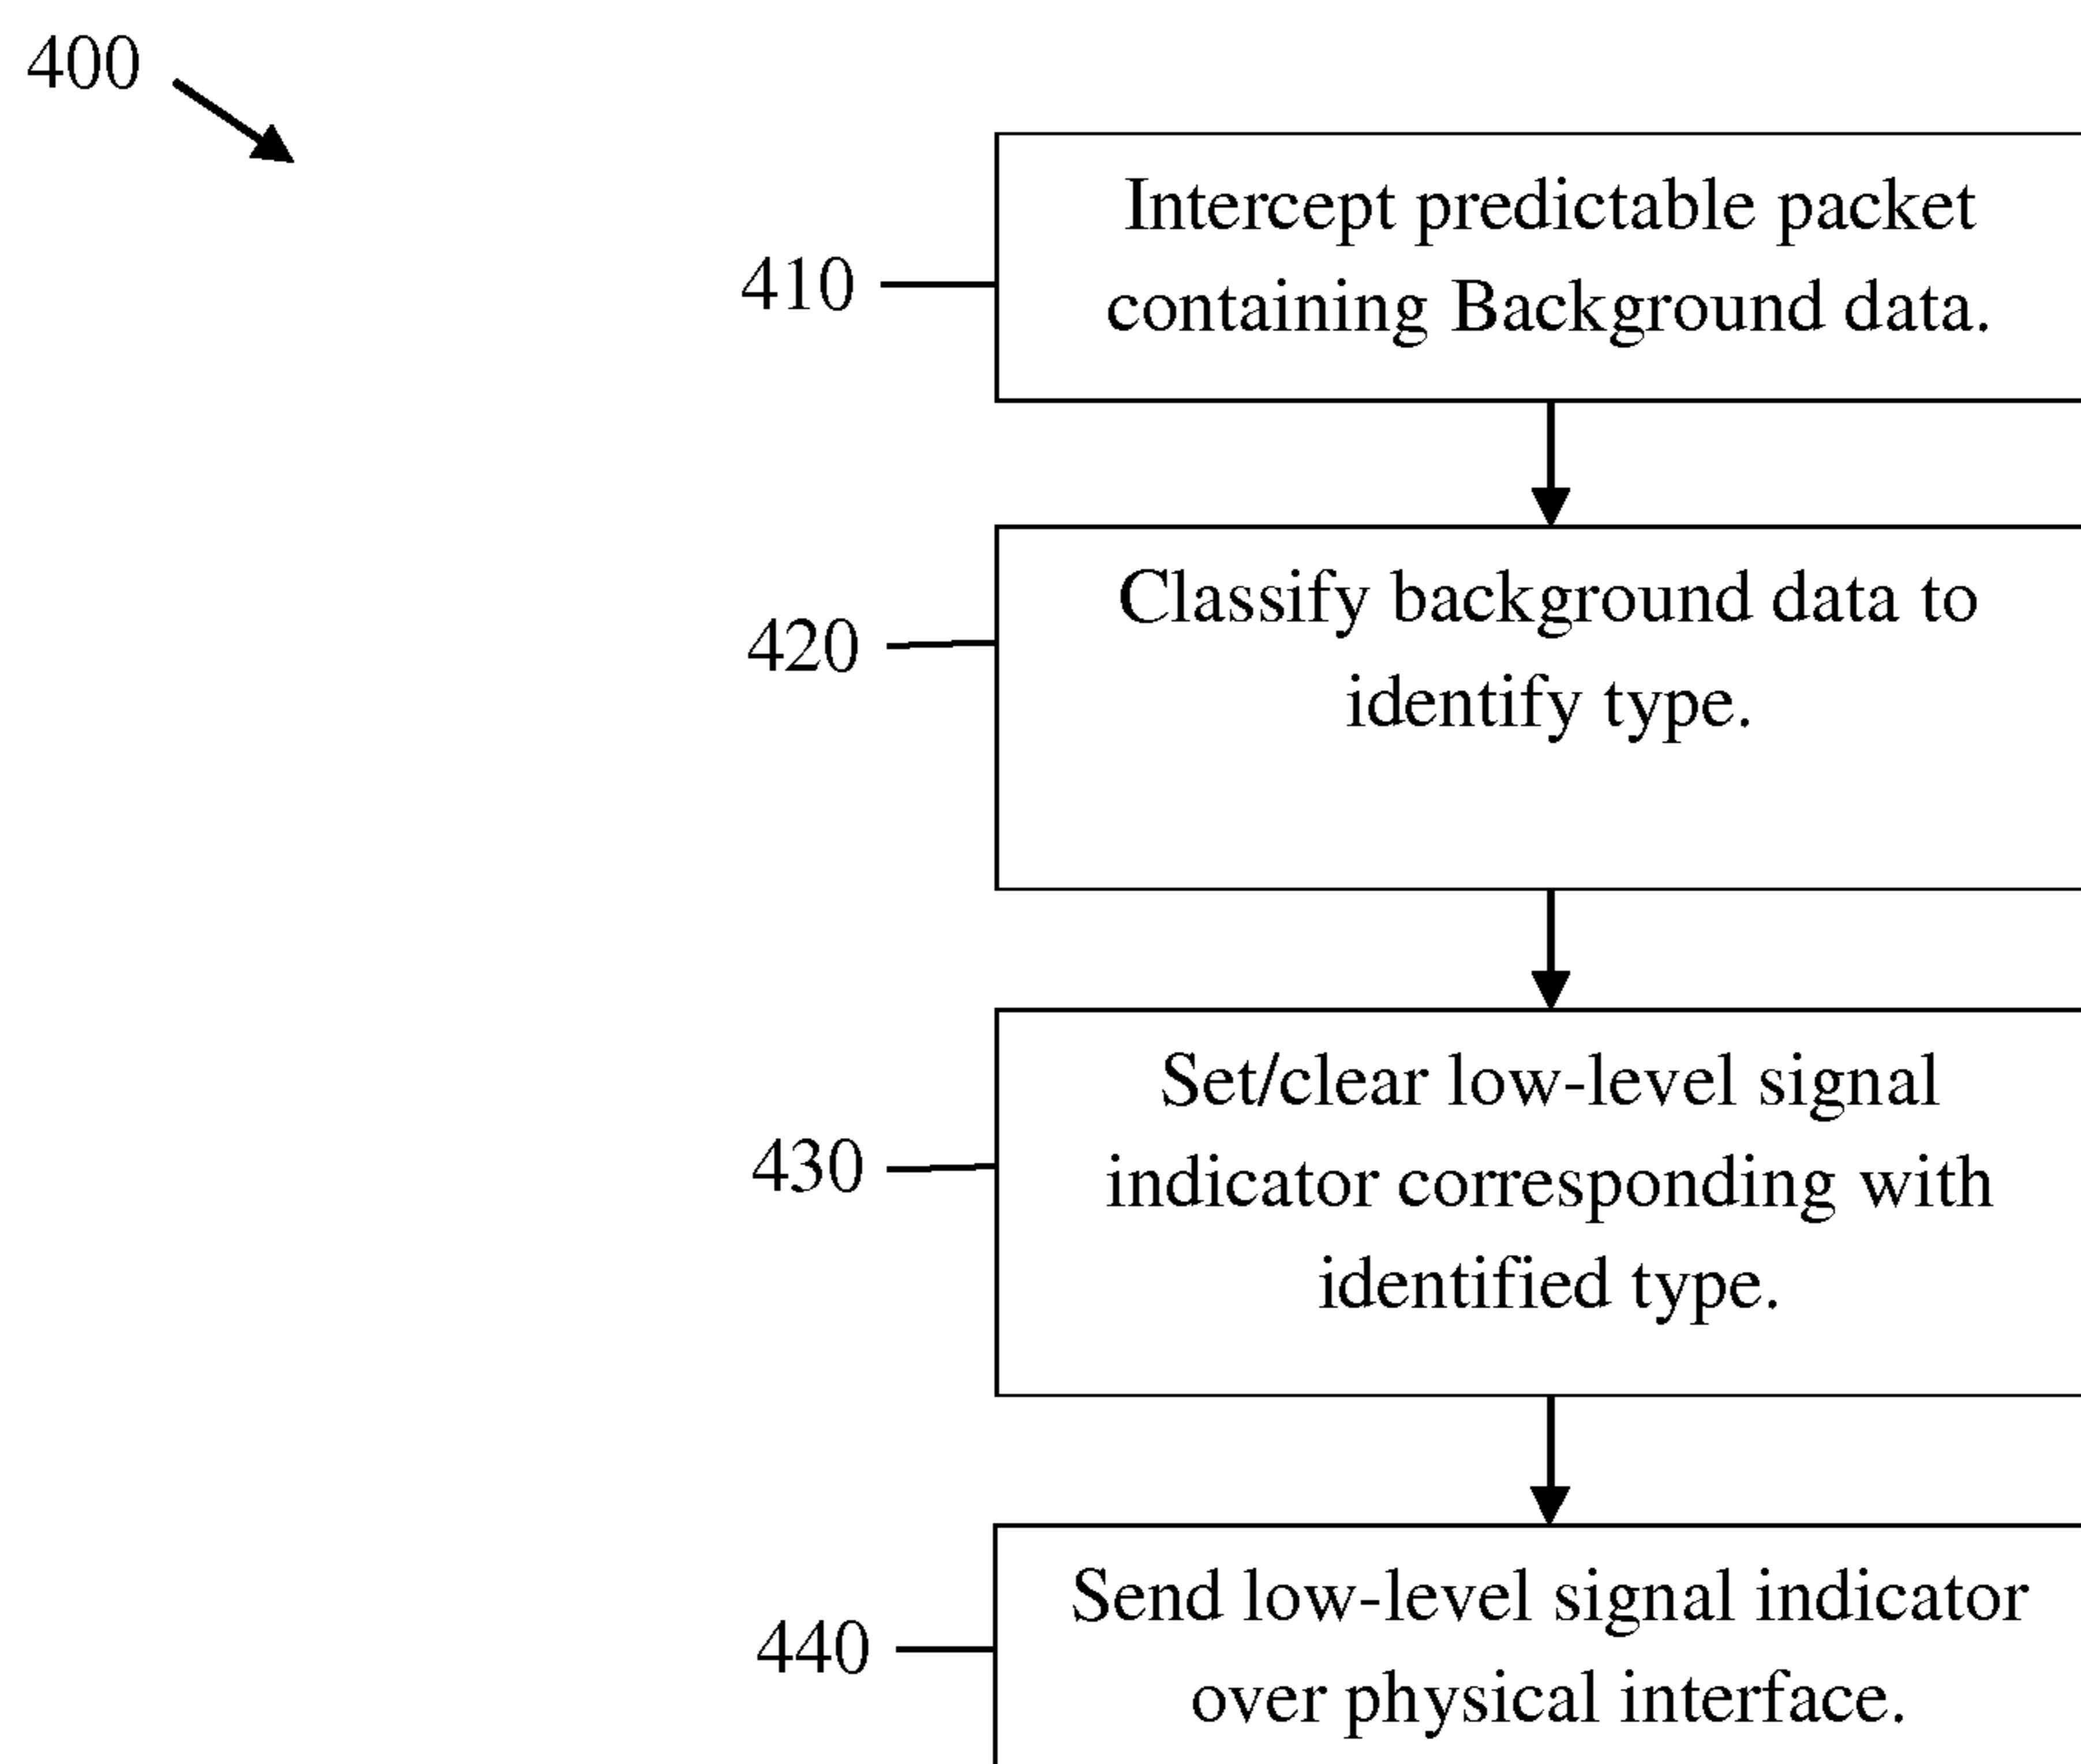 400
410
Intercept predictable packet
containing Background data.
420
Classify background data to
identify type.
430
Set/clear low-level signal
indicator corresponding with
identified type.
440
Send low-level signal indicator
over physical interface.